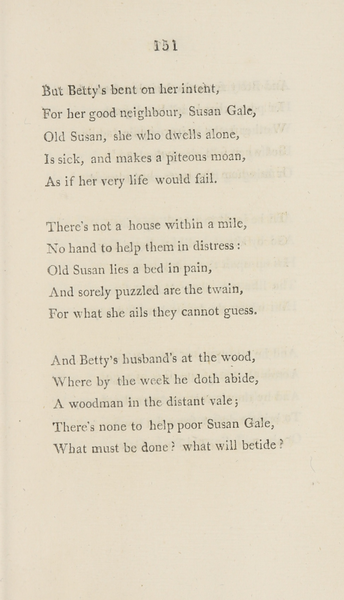 151
But Betty's bent on her intent,
For her good neighbour, Susan Gale,
Old Susan, she who dwells alone,
Is sick, and makes a piteous moan,
As if her very life would fail.
There's not a house within a mile,
No hand to help them in distress:
Old Susan lies a bed in pain,
And sorely puzzled are the twain,
For what she ails they cannot guess.
And Betty's husband's at the wood,
Where by the week he doth abide,
A woodman in the distant vale;
There's none to help poor Susan Gale,
What must be done? what will betide?